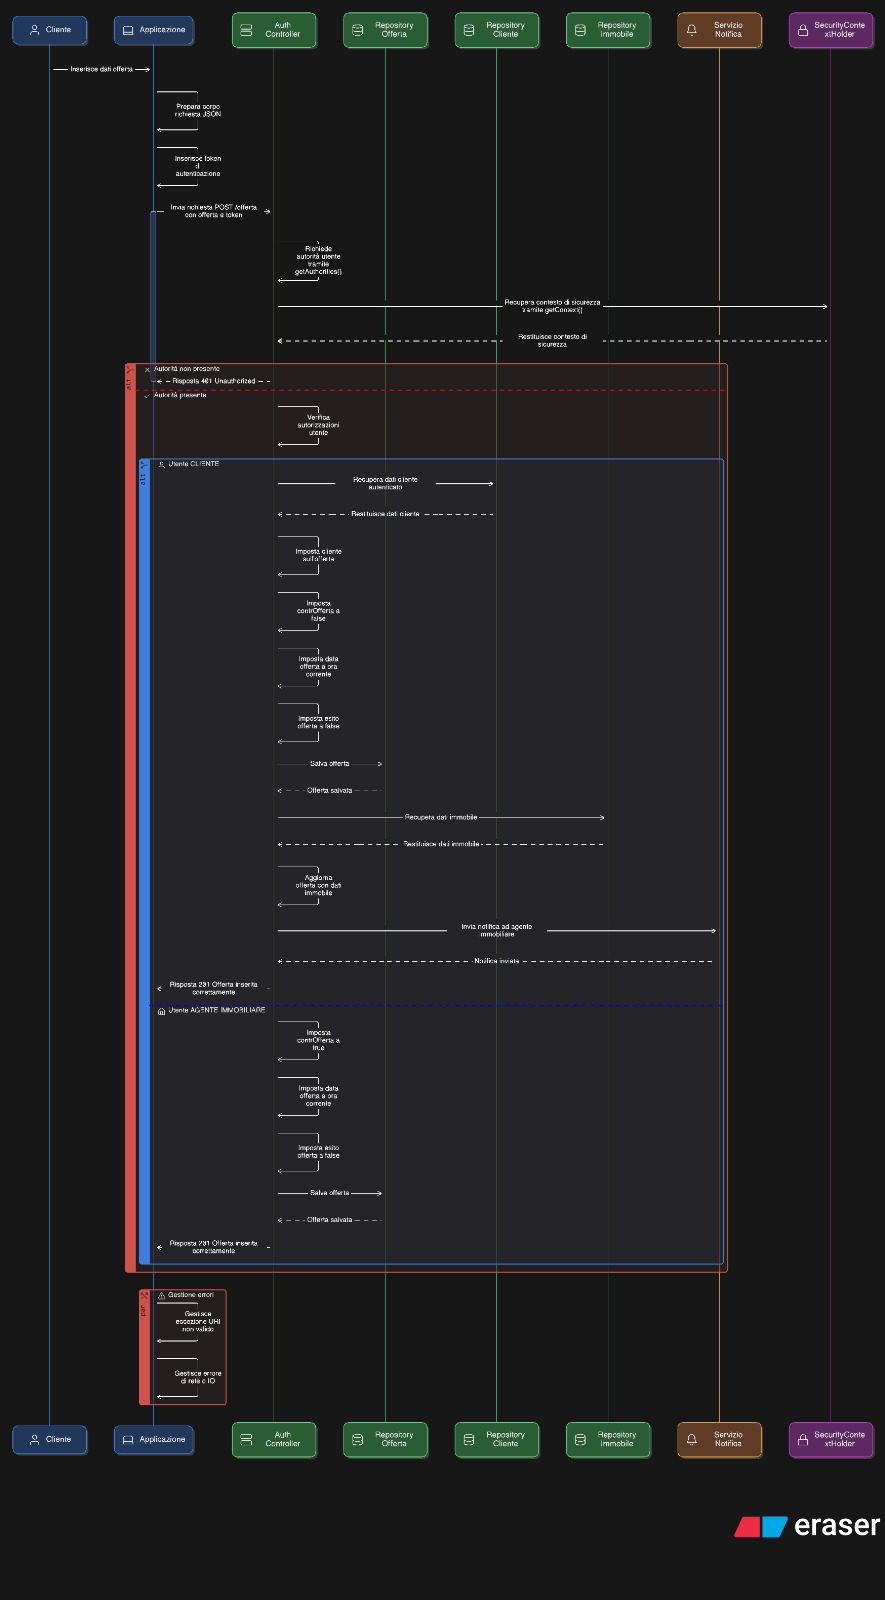 Cliente
Applicazione
Auth
Controller
Repository
Offerta
Repository
Cliente
Repository
immobile
Servizio
Notifica
SecurityConte
xtHolder
Inserisce dati offerta
Prepara corpo
richiesta JSON
Inserisce token
di
autenticazione
Invia richiesta POST /offerta
con offerta e token
Richiede
autorità utente
tramite
getAuthorities()
Recupera contesto di sicurezza
tramite getContext()
Restituisce contesto di
sicurezza
alt
Autorità non presente
Risposta 401 Unauthorized
Autorità presente
Verifica
autorizzazioni
utente
alt
Utente CLIENTE
Recupera dati cliente
autenticato
Restituisce dati cliente
Imposta cliente
sull'offerta
Imposta
contrOfferta a
false
Imposta data
offerta a ora
corrente
Imposta esito
offerta a false
Salva offerta
Offerta salvata
Recupera dati immobile
Restituisce dati immobile
Aggiorna
offerta con dati
immobile
Invia notifica ad agente
immobiliare
Notifica inviata
Risposta 201 Offerta inserita
correttamente
Utente AGENTE IMMOBILIARE
Imposta
contrOfferta a
true
Imposta data
offerta a ora
corrente
Imposta esito
offerta a false
Salva offerta
Offerta salvata
Risposta 201 Offerta inserita
correttamente
par
Gestione errori
Gestisce
eccezione URI
non valido
Gestisce errore
di rete o IO
Cliente
Applicazione
Auth
Controller
Repository
Offerta
Repository
Cliente
Repository
Immobile
Servizio
Notifica
SecurityConte
xtHolder
eraser